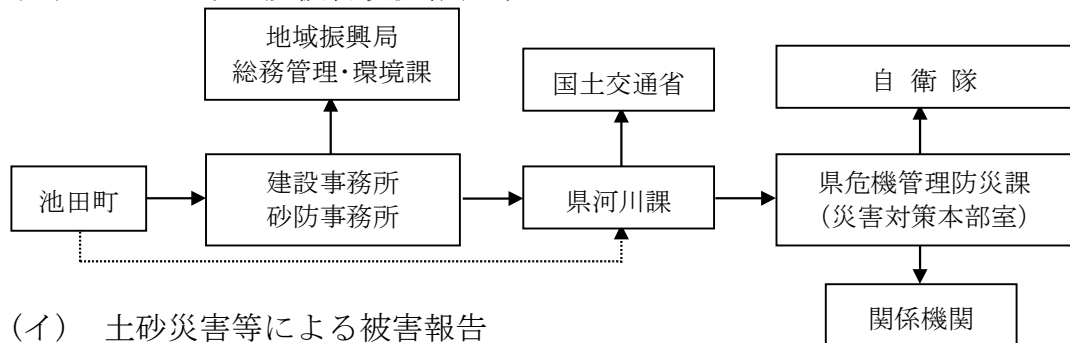 地域振興局
総務管理・環境課
国土交通省
自 衛 隊
池田町
建設事務所
砂防事務所
県河川課
県危機管理防災課
(災害対策本部室)
関係機関
(イ) 土砂災害等による被害報告